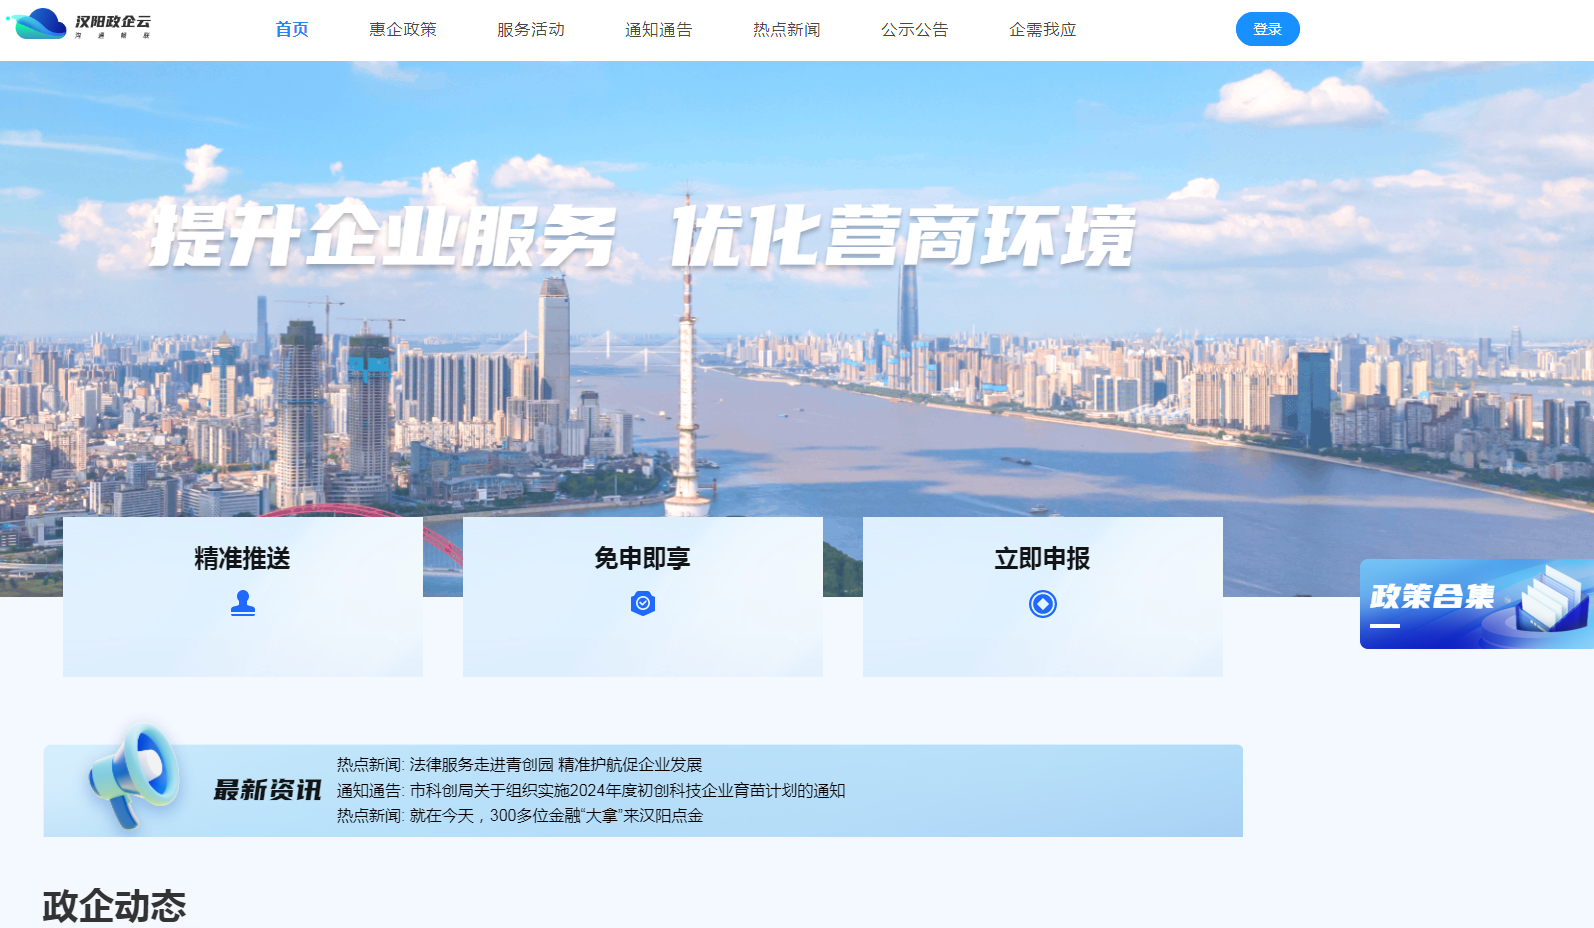 汉阳政企云
沟 通 畅 联
首页
惠企政策
服务活动
通知通告
热点新闻
公示公告
企需我应
登录
提升企业服务 优化营商环境
精准推送
免申即享
立即申报
政策合集
最新资讯
热点新闻: 法律服务走进青创园 精准护航促企业发展
通知通告: 市科创局关于组织实施2024年度初创科技企业育苗计划的通知
热点新闻: 就在今天，300多位金融“大拿”来汉阳点金
政企动态